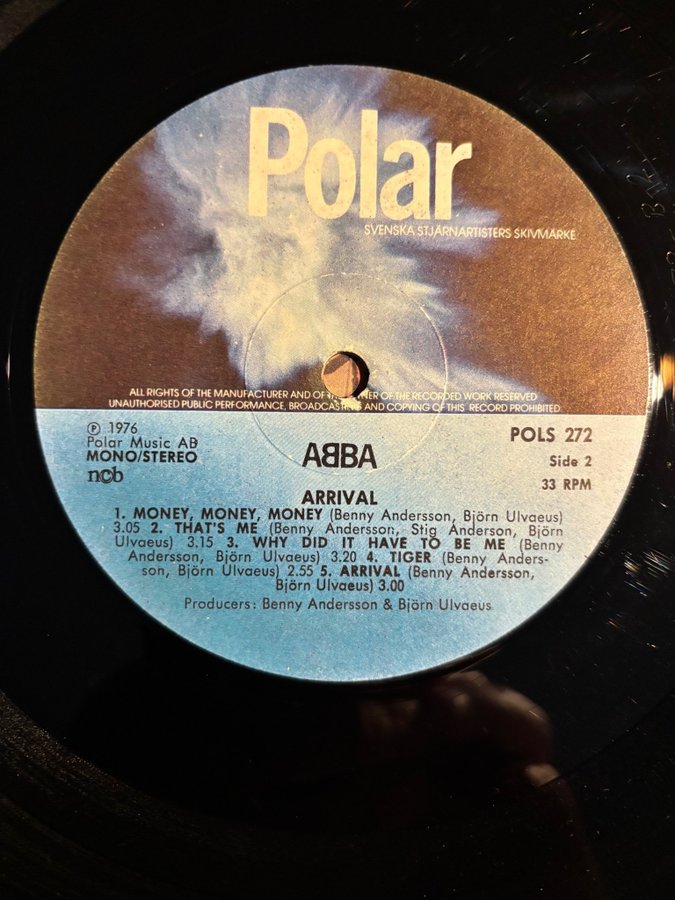 Polar
SVENSKA STJÄRNARTISTERS SKIVMÄRKE
ALL RIGHTS OF THE MANUFACTURER AND OF OWNER OF THE RECORDED WORK RESERVED
UNAUTHORISED PUBLIC PERFORMANCE, BROADCASTING AND COPYING OF THIS RECORD PROHIBITED
Ⓟ 1976
Polar Music AB
MONO/STEREO
ncb
POLS 272
Side 2
33 RPM
ABBA
ARRIVAL
1. MONEY, MONEY, MONEY (Benny Andersson, Björn Ulvaeus)
3.05 2. THAT'S ME (Benny Andersson, Stig Anderson, Björn
Ulvaeus) 3.15 3. WHY DID IT HAVE TO BE ME (Benny
Andersson, Björn Ulvaeus) 3.20 4. TIGER (Benny Anders-
son, Björn Ulvaeus) 2.55 5. ARRIVAL (Benny Andersson,
Björn Ulvaeus) 3.00
Producers: Benny Andersson & Björn Ulvaeus